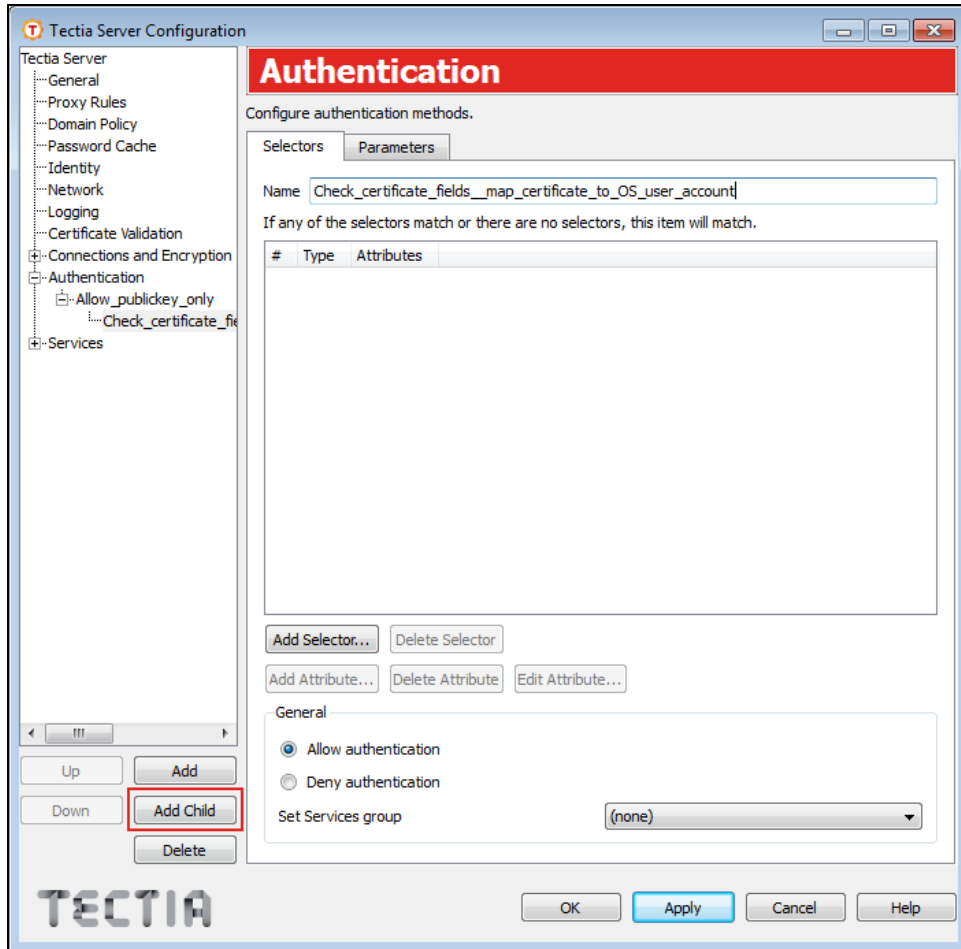 Tectia Server Configuration
Tectia Server
General
Proxy Rules
Domain Policy
Password Cache
Identity
Network
Logging
Certificate Validation
Connections and Encryption
Authentication
Allow_publickey_only
Check_certificate_fie
Services
Up
Add
Down
Add Child
Delete
Authentication
Configure authentication methods.
Selectors Parameters
Name Check_certificate_fields__map_certificate_to_OS_user_account
If any of the selectors match or there are no selectors, this item will match.
# Type Attributes
Add Selector... Delete Selector
Add Attribute... Delete Attribute Edit Attribute...
General
Allow authentication
Deny authentication
Set Services group (none)
TECTIA
OK Apply Cancel Help